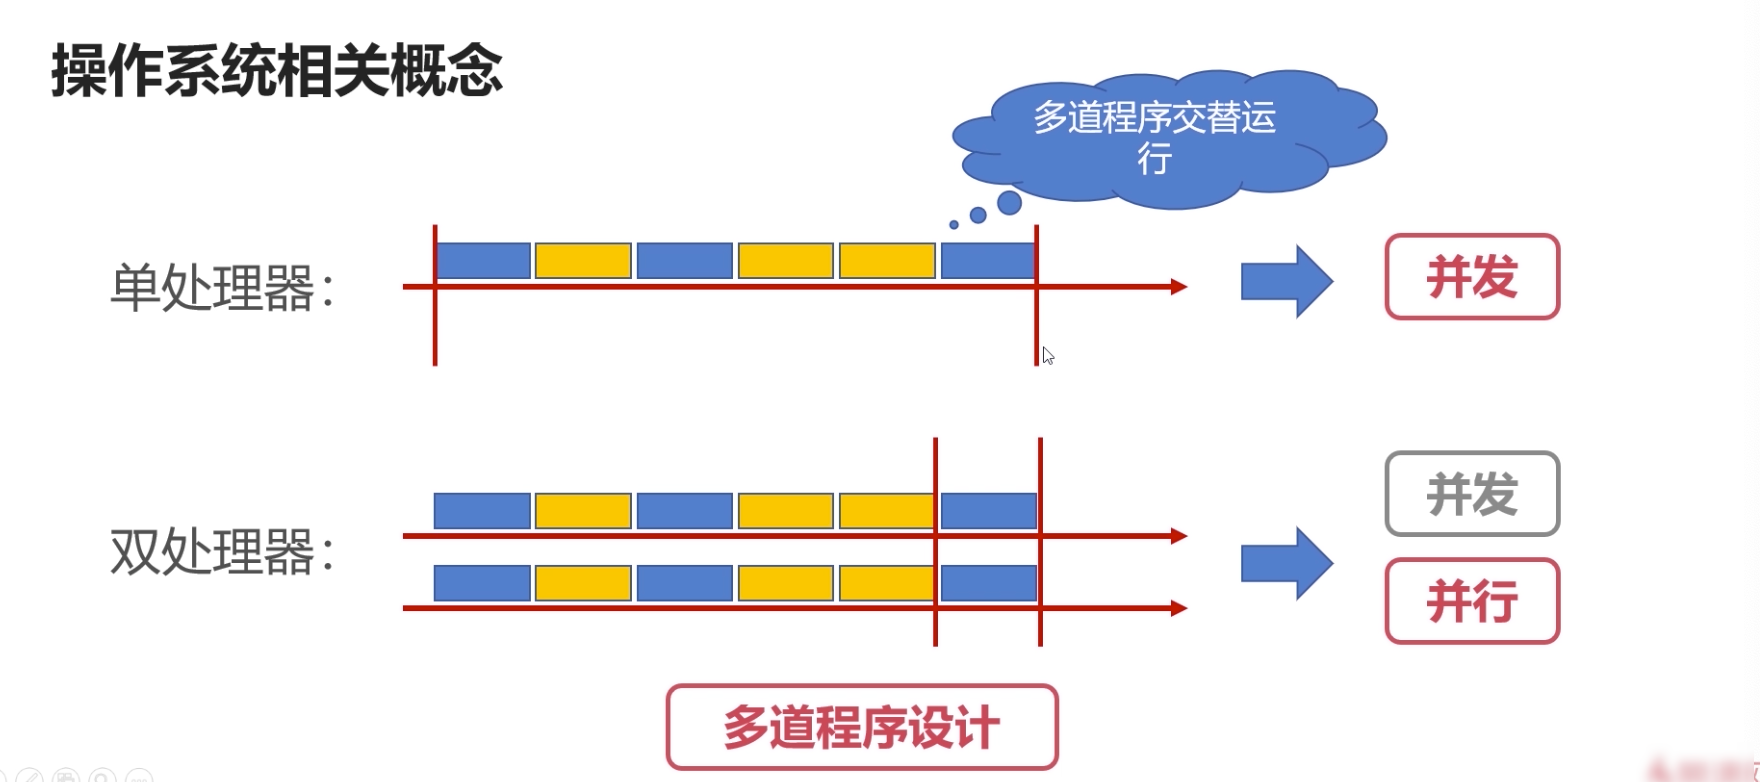 操作系统相关概念
多道程序交替运
行
单处理器：
并发
双处理器：
并发
并行
多道程序设计